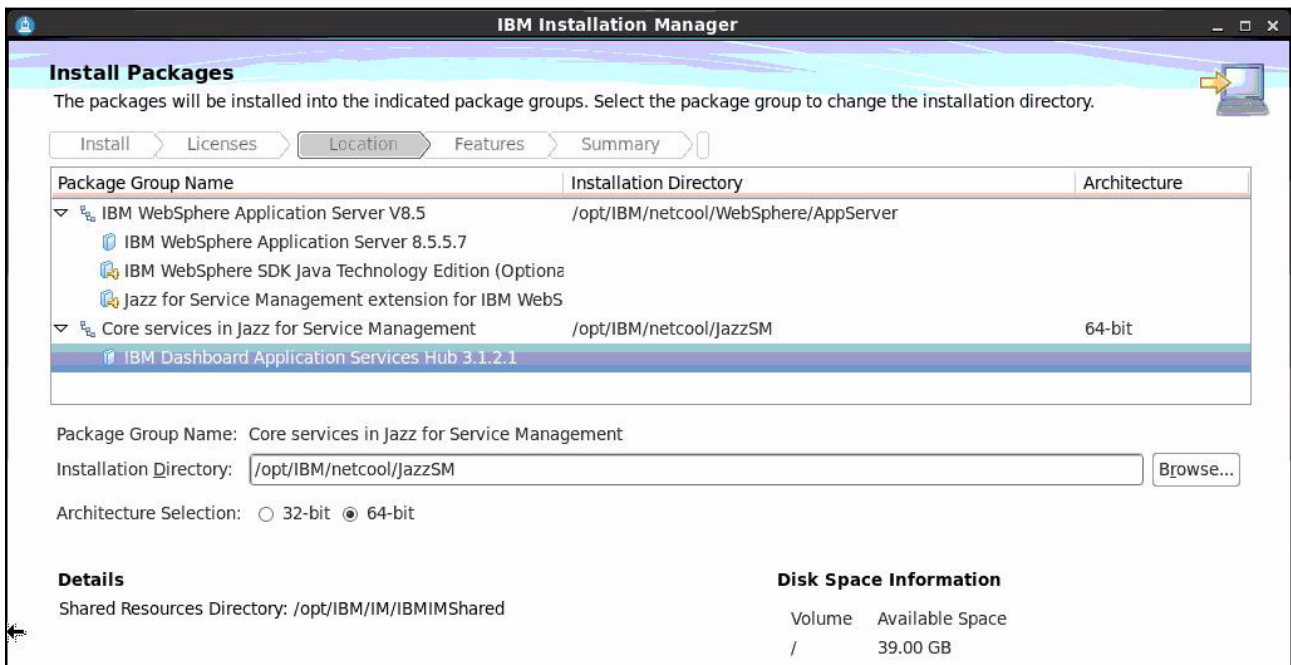 IBM Installation Manager
Install Packages
The packages will be installed into the indicated package groups. Select the package group to change the installation directory.
Install Licenses Location Features Summary
Package Group Name Installation Directory Architecture
IBM WebSphere Application Server V8.5 /opt/IBM/netcool/WebSphere/AppServer
IBM WebSphere Application Server 8.5.5.7
IBM WebSphere SDK Java Technology Edition (Optiona
Jazz for Service Management extension for IBM WebS
Core services in Jazz for Service Management /opt/IBM/netcool/JazzSM 64-bit
IBM Dashboard Application Services Hub 3.1.2.1
Package Group Name: Core services in Jazz for Service Management
Installation Directory: /opt/IBM/netcool/JazzSM Browse...
Architecture Selection: 32-bit 64-bit
Details Disk Space Information
Shared Resources Directory: /opt/IBM/IM/IBMIMShared
Volume Available Space
/ 39.00 GB